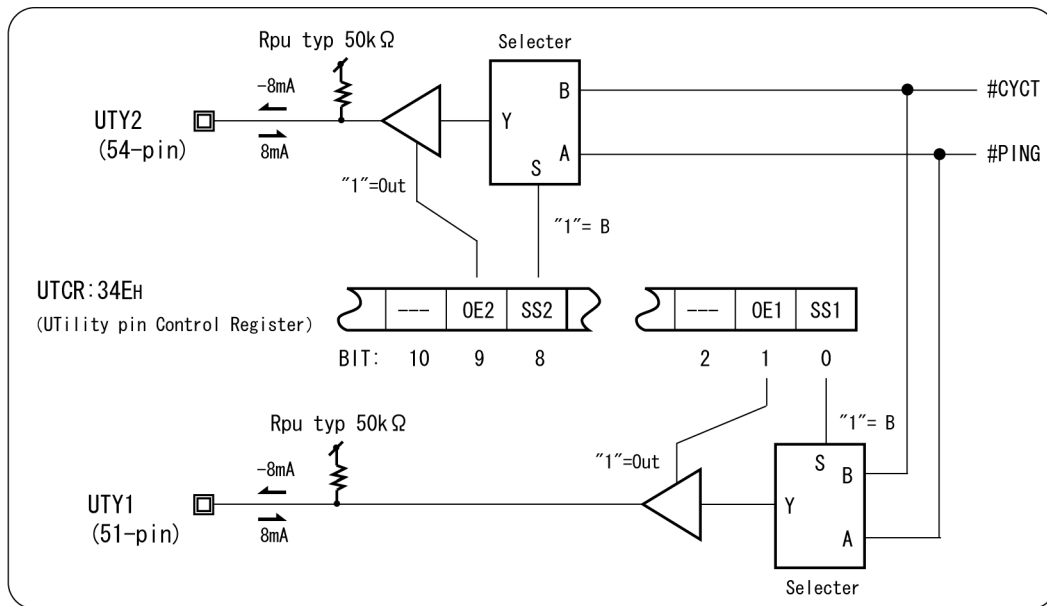 Rpu typ 50kΩ
Selecter
-8mA
B
#CYCT
UTY2
Y
(54-pin)
8mA
A
#PING
S
"1"=Out
"1"= B
UTCR:34EH
--- OE2 SS2
--- OE1 SS1
(UTility pin Control Register)
BIT: 10 9 8 2 1 0
Rpu typ 50kΩ
"1"= B
-8mA
"1"=Out
S
B
UTY1
Y
(51-pin)
8mA
A
Selecter